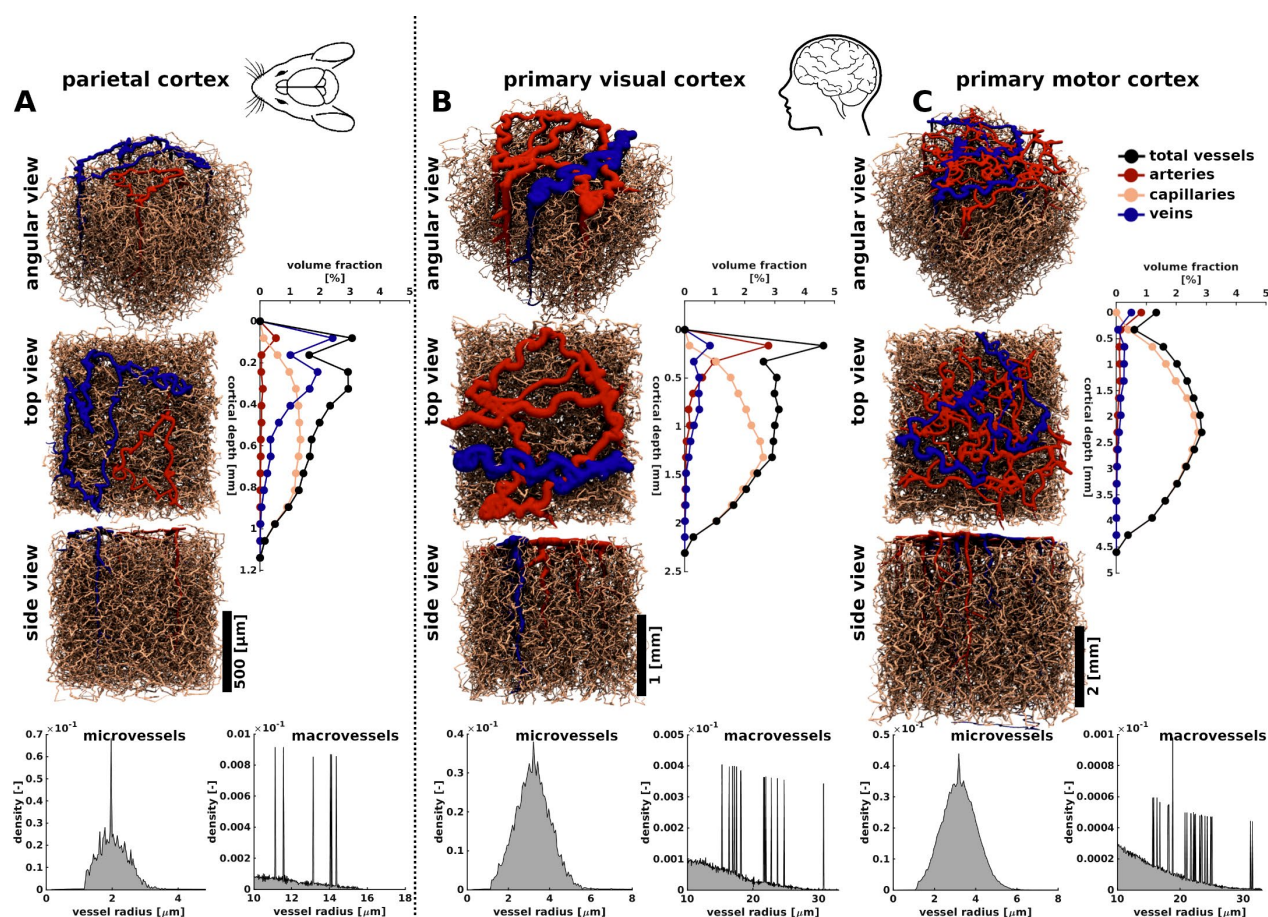 parietal cortex
primary visual cortex
primary motor cortex
A
B
C
angular view
top view
side view
volume fraction
[%]
0 1 2 3 5
0
0.2
0.4
0.6
0.8
1
1.2
cortical depth [mm]
500 [µm]
angular view
top view
side view
volume fraction
[%]
0 1 2 3 5
0
0.5
1
1.5
2
2.5
cortical depth [mm]
1 [mm]
angular view
top view
side view
total vessels
arteries
capillaries
veins
volume fraction
[%]
0 1 2 3 4 5
0
0.5
1
1.5
2
2.5
3
3.5
4
4.5
5
cortical depth [mm]
2 [mm]
×10⁻¹
microvessels
0.7
0.6
0.5
0.4
0.3
0.2
0.1
0
density [-]
0 2 4
vessel radius [µm]
×10⁻¹
macrovessels
0.01
0.008
0.006
0.004
0.002
0
density [-]
10 12 14 16 18
vessel radius [µm]
×10⁻¹
microvessels
0.4
0.3
0.2
0.1
0
density [-]
0 2 4 6 8
vessel radius [µm]
×10⁻¹
macrovessels
0.005
0.004
0.003
0.002
0.001
0
density [-]
10 15 20 25 30
vessel radius [µm]
×10⁻¹
microvessels
0.5
0.4
0.3
0.2
0.1
0
density [-]
0 2 4 6 8
vessel radius [µm]
×10⁻¹
macrovessels
0.001
0.0008
0.0006
0.0004
0.0002
0
density [-]
10 20 30
vessel radius [µm]